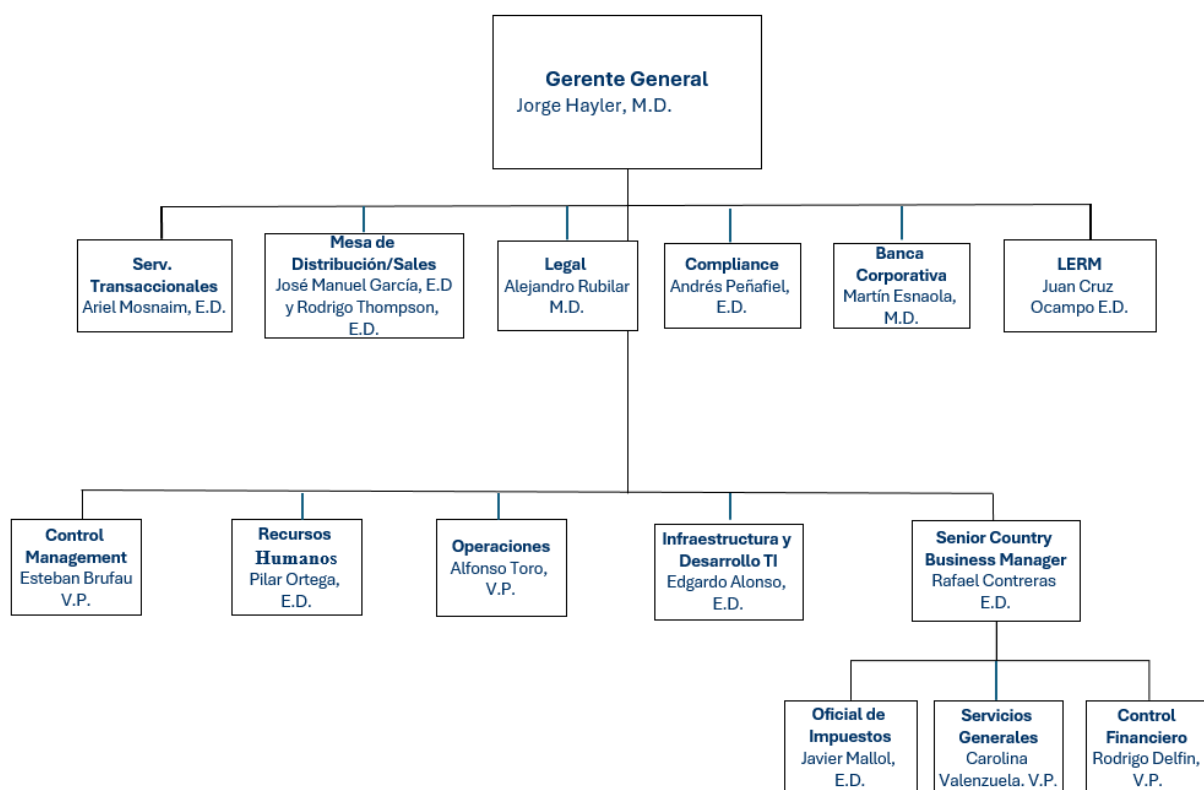 Gerente General
Jorge Hayler, M.D.
Serv.
Transaccionales
Ariel Mosnaim, E.D.
Mesa de
Distribución/Sales
José Manuel García, E.D
y Rodrigo Thompson,
E.D.
Legal
Alejandro Rubilar
M.D.
Compliance
Andrés Peñafiel,
E.D.
Banca
Corporativa
Martín Esnaola,
M.D.
LERM
Juan Cruz
Ocampo E.D.
Control
Management
Esteban Brufau
V.P.
Recursos
Humanos
Pilar Ortega,
E.D.
Operaciones
Alfonso Toro,
V.P.
Infraestructura y
Desarrollo TI
Edgardo Alonso,
E.D.
Senior Country
Business Manager
Rafael Contreras
E.D.
Oficial de
Impuestos
Javier Mallol,
E.D.
Servicios
Generales
Carolina
Valenzuela. V.P.
Control
Financiero
Rodrigo Delfin,
V.P.